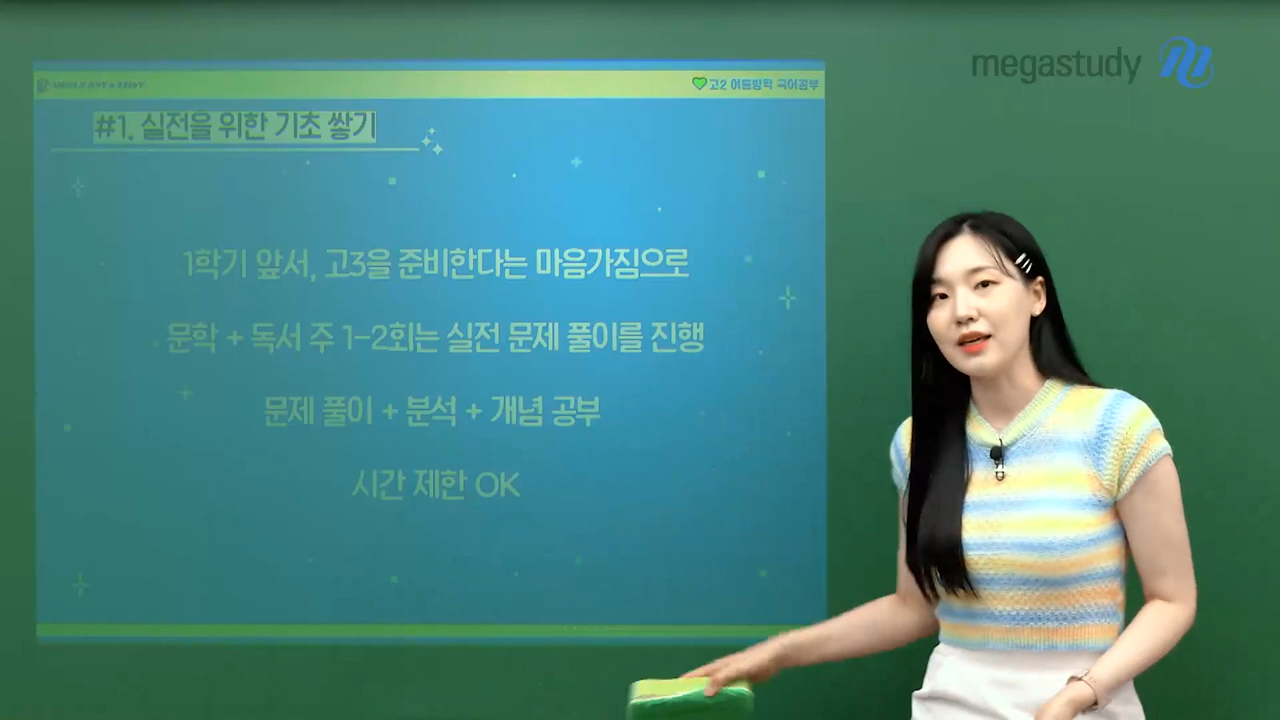 megastudy
고2 여름방학 국어공부
#1. 실전을 위한 기초 쌓기
1학기 앞서, 고3을 준비한다는 마음가짐으로
문학 + 독서 주 1-2회는 실전 문제 풀이를 진행
문제 풀이 + 분석 + 개념 공부
시간 제한 OK